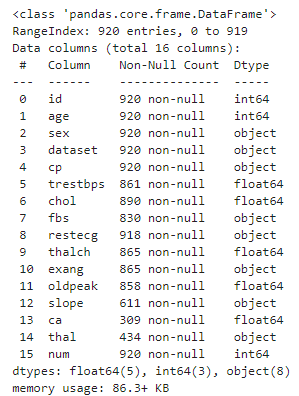 <class 'pandas.core.frame.DataFrame'>
RangeIndex: 920 entries, 0 to 919
Data columns (total 16 columns):
 #   Column    Non-Null Count  Dtype
---  ------    --------------  -----
 0   id        920 non-null    int64
 1   age       920 non-null    int64
 2   sex       920 non-null    object
 3   dataset   920 non-null    object
 4   cp        920 non-null    object
 5   trestbps  861 non-null    float64
 6   chol      890 non-null    float64
 7   fbs       830 non-null    object
 8   restecg   918 non-null    object
 9   thalch    865 non-null    float64
 10  exang     865 non-null    object
 11  oldpeak   858 non-null    float64
 12  slope     611 non-null    object
 13  ca        309 non-null    float64
 14  thal      434 non-null    object
 15  num       920 non-null    int64
dtypes: float64(5), int64(3), object(8)
memory usage: 86.3+ KB